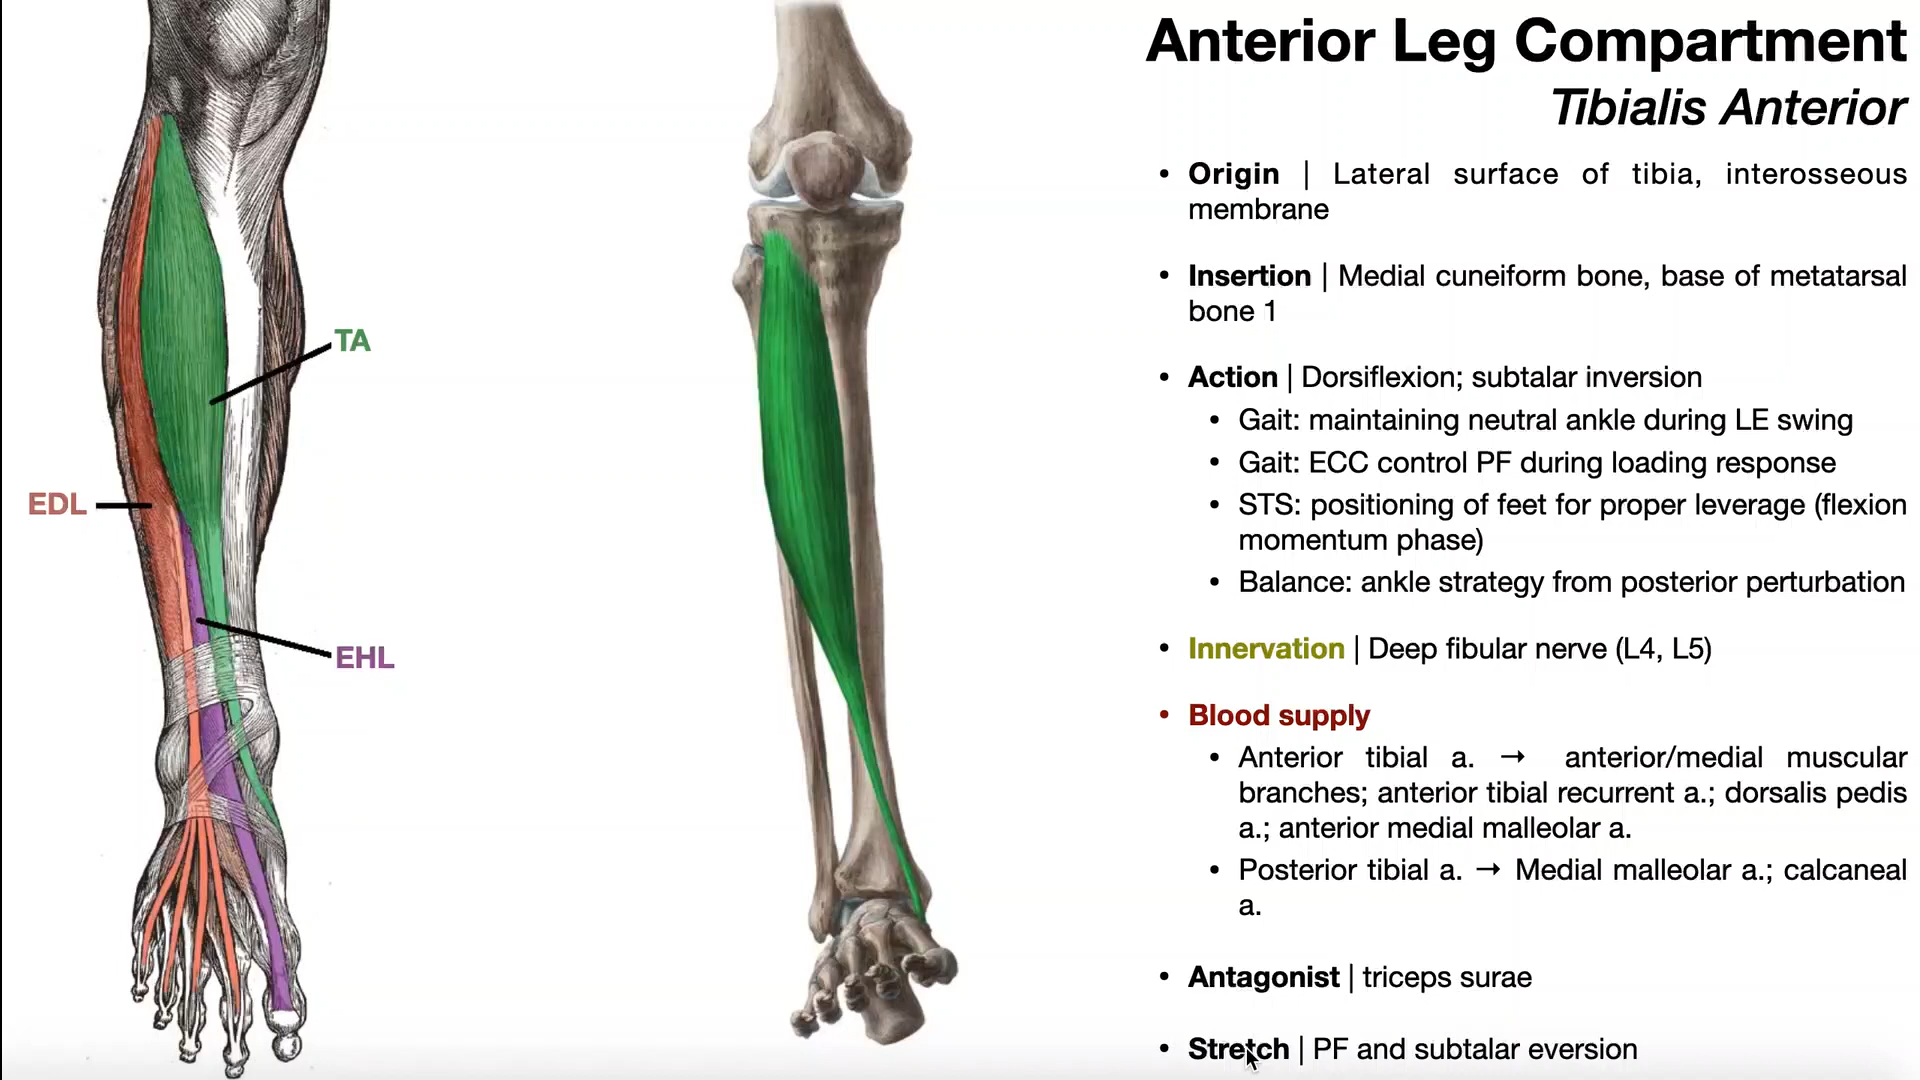 Anterior Leg Compartment
Tibialis Anterior
• Origin | Lateral surface of tibia, interosseous
membrane
• Insertion | Medial cuneiform bone, base of metatarsal
bone 1
• Action | Dorsiflexion; subtalar inversion
• Gait: maintaining neutral ankle during LE swing
• Gait: ECC control PF during loading response
• STS: positioning of feet for proper leverage (flexion
momentum phase)
• Balance: ankle strategy from posterior perturbation
• Innervation | Deep fibular nerve (L4, L5)
• Blood supply
• Anterior tibial a. → anterior/medial muscular
branches; anterior tibial recurrent a.; dorsalis pedis
a.; anterior medial malleolar a.
• Posterior tibial a. → Medial malleolar a.; calcaneal
a.
• Antagonist | triceps surae
• Stretch | PF and subtalar eversion
TA
EDL
EHL